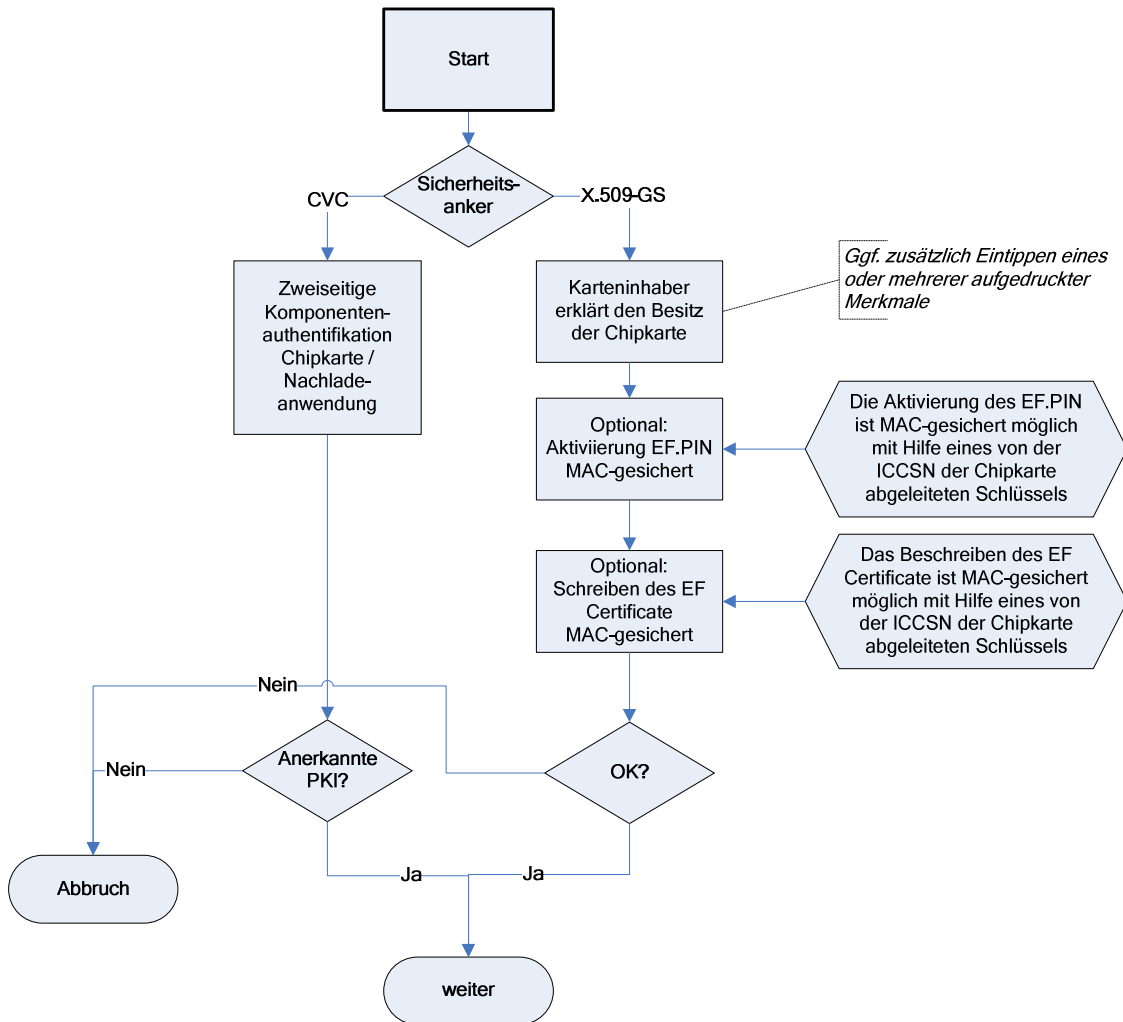 Start
Sicherheits-
anker
CVC
X.509-GS
Zweiseitige
Komponenten-
authentifikation
Chipkarte /
Nachlade-
anwendung
Karteninhaber
erklärt den Besitz
der Chipkarte
Ggf. zusätzlich Eintippen eines
oder mehrerer aufgedruckter
Merkmale
Optional:
Aktiviierung EF.PIN
MAC-gesichert
Die Aktivierung des EF.PIN
ist MAC-gesichert möglich
mit Hilfe eines von der
ICCSN der Chipkarte
abgeleiteten Schlüssels
Optional:
Schreiben des EF
Certificate
MAC-gesichert
Das Beschreiben des EF
Certificate ist MAC-gesichert
möglich mit Hilfe eines von
der ICCSN der Chipkarte
abgeleiteten Schlüssels
Nein
Nein
Anerkannte
PKI?
OK?
Ja
Ja
Abbruch
weiter